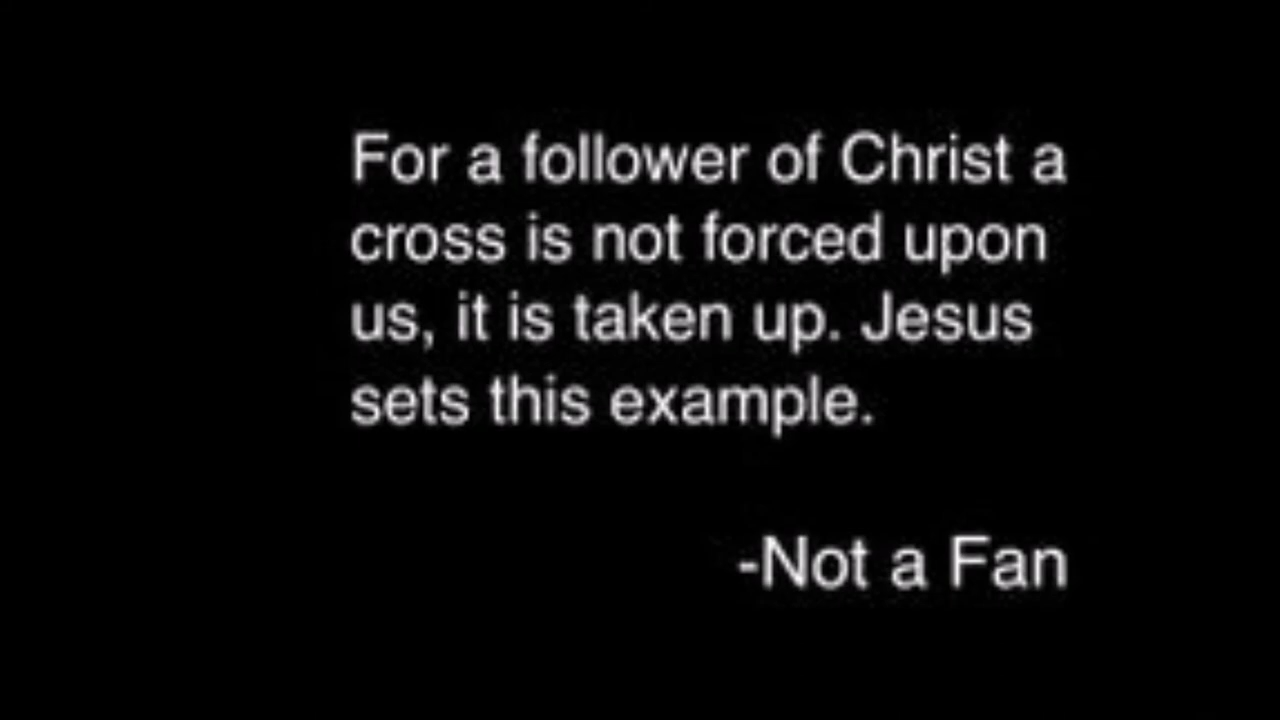 For a follower of Christ a
cross is not forced upon
us, it is taken up. Jesus
sets this example.
-Not a Fan